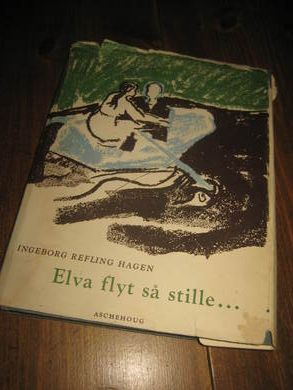 INGEBORG REFLING HAGEN
Elva flyt så stille...
ASCHEHOUG